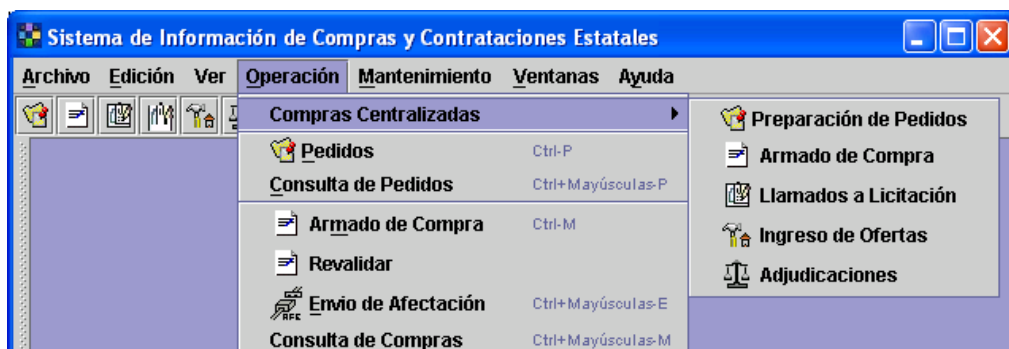 Sistema de Información de Compras y Contrataciones Estatales
Archivo Edición Ver Operación Mantenimiento Ventanas Ayuda
Compras Centralizadas
Pedidos Ctrl-P
Consulta de Pedidos Ctrl+Mayúsculas-P
Armado de Compra Ctrl-M
Revalidar
Envio de Afectación Ctrl+Mayúsculas-E
AFE
Consulta de Compras Ctrl+Mayúsculas-M
Preparación de Pedidos
Armado de Compra
Llamados a Licitación
Ingreso de Ofertas
Adjudicaciones